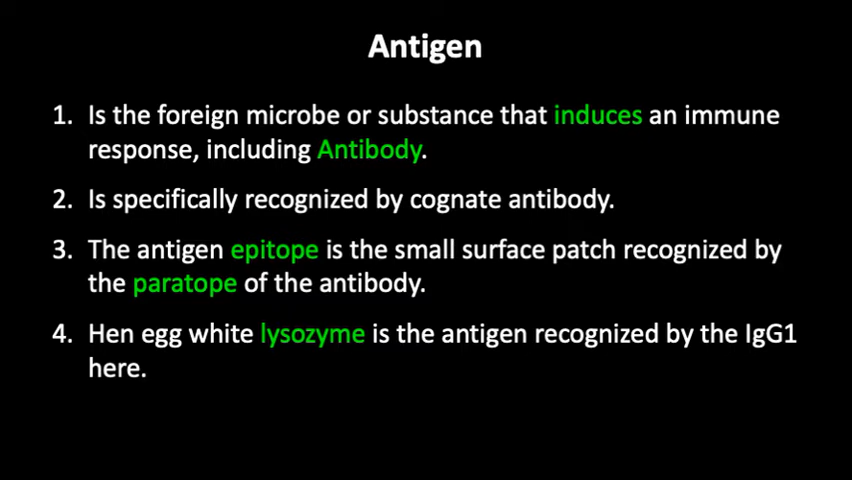 Antigen
1. Is the foreign microbe or substance that induces an immune
response, including Antibody.
2. Is specifically recognized by cognate antibody.
3. The antigen epitope is the small surface patch recognized by
the paratope of the antibody.
4. Hen egg white lysozyme is the antigen recognized by the IgG1
here.